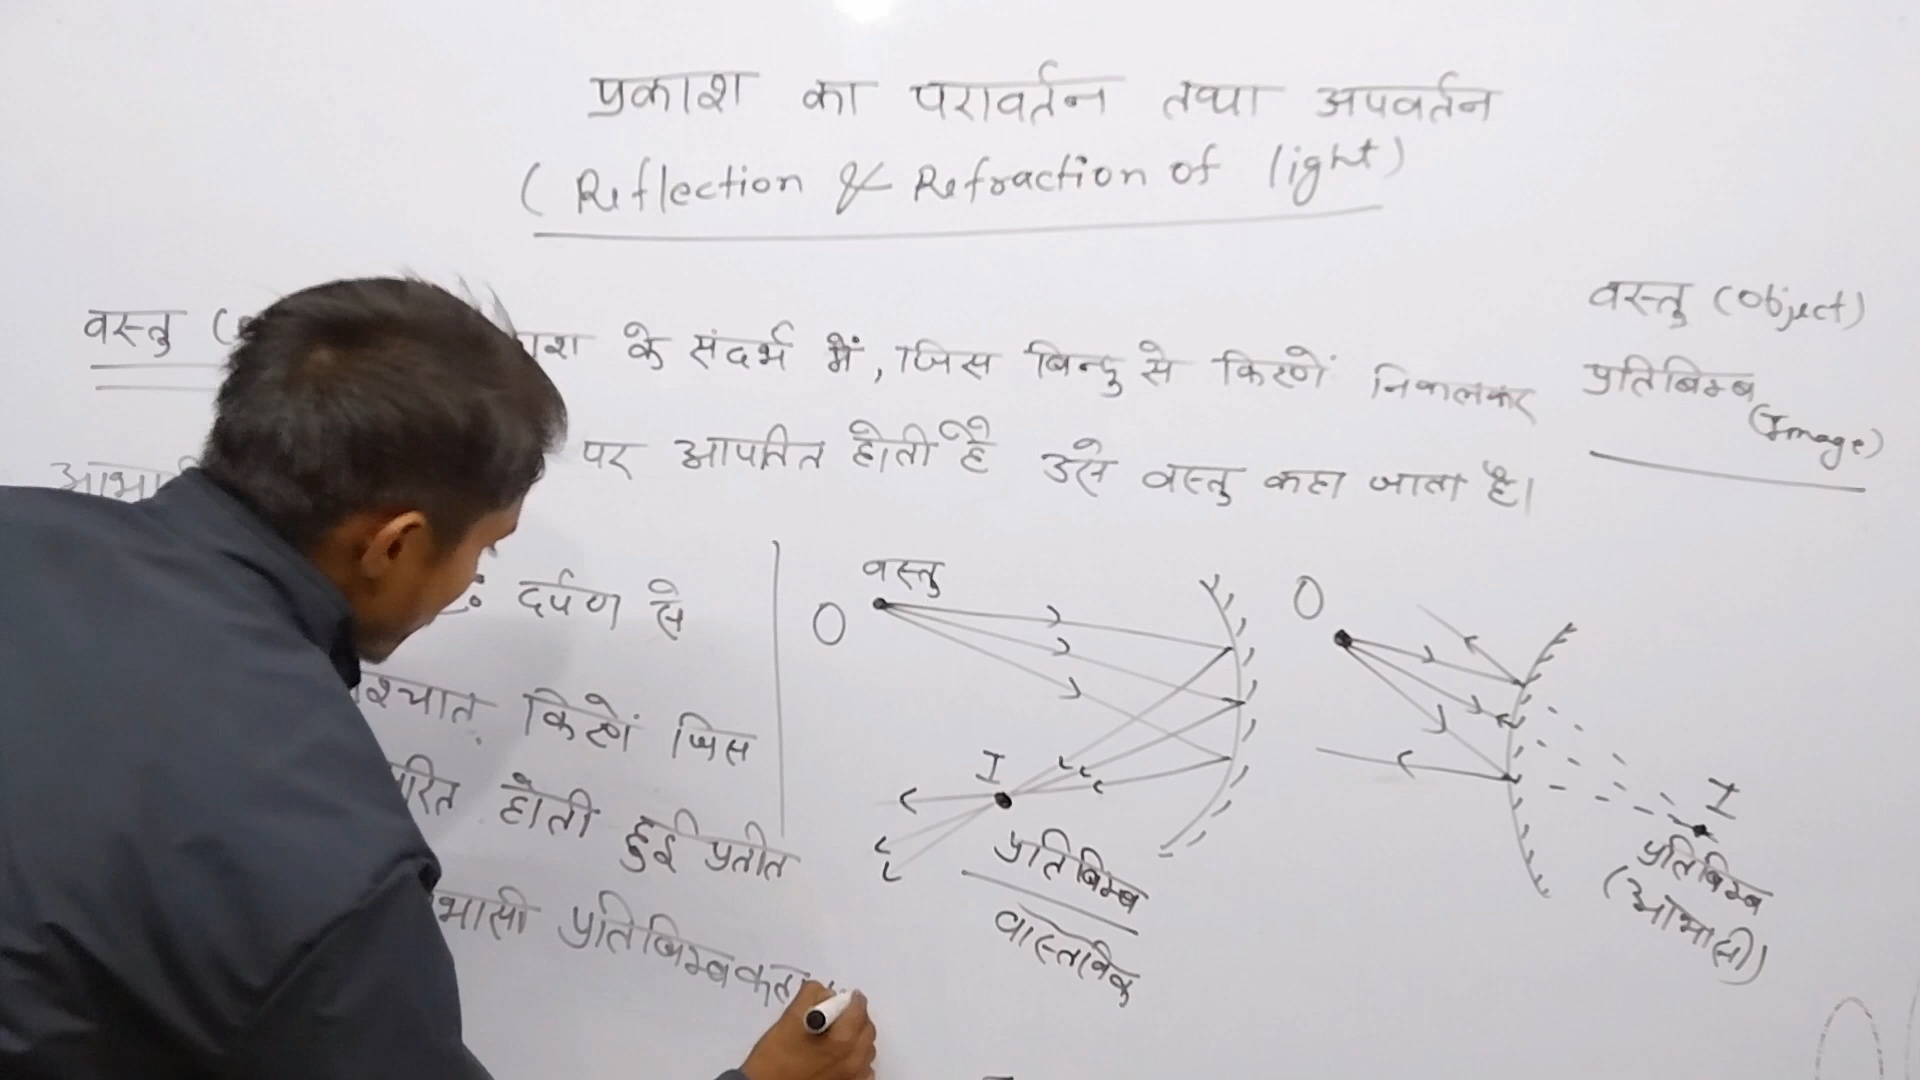 प्रकाश का परावर्तन तथा अपवर्तन
(Reflection & Refraction of light)
वस्तु (object)
प्रतिबिम्ब
(Image)
वस्तु ( के संदर्भ में, जिस बिन्दु से किरणें निकलकर
पर आपतित होती है उसे वस्तु कहा जाता है।
दर्पण से
किरणें जिस
होती हुई प्रतीत
प्रतिबिम्ब
वस्तु
O
I
प्रतिबिम्ब
वास्तविक
O
I
प्रतिबिम्ब
(आभासी)